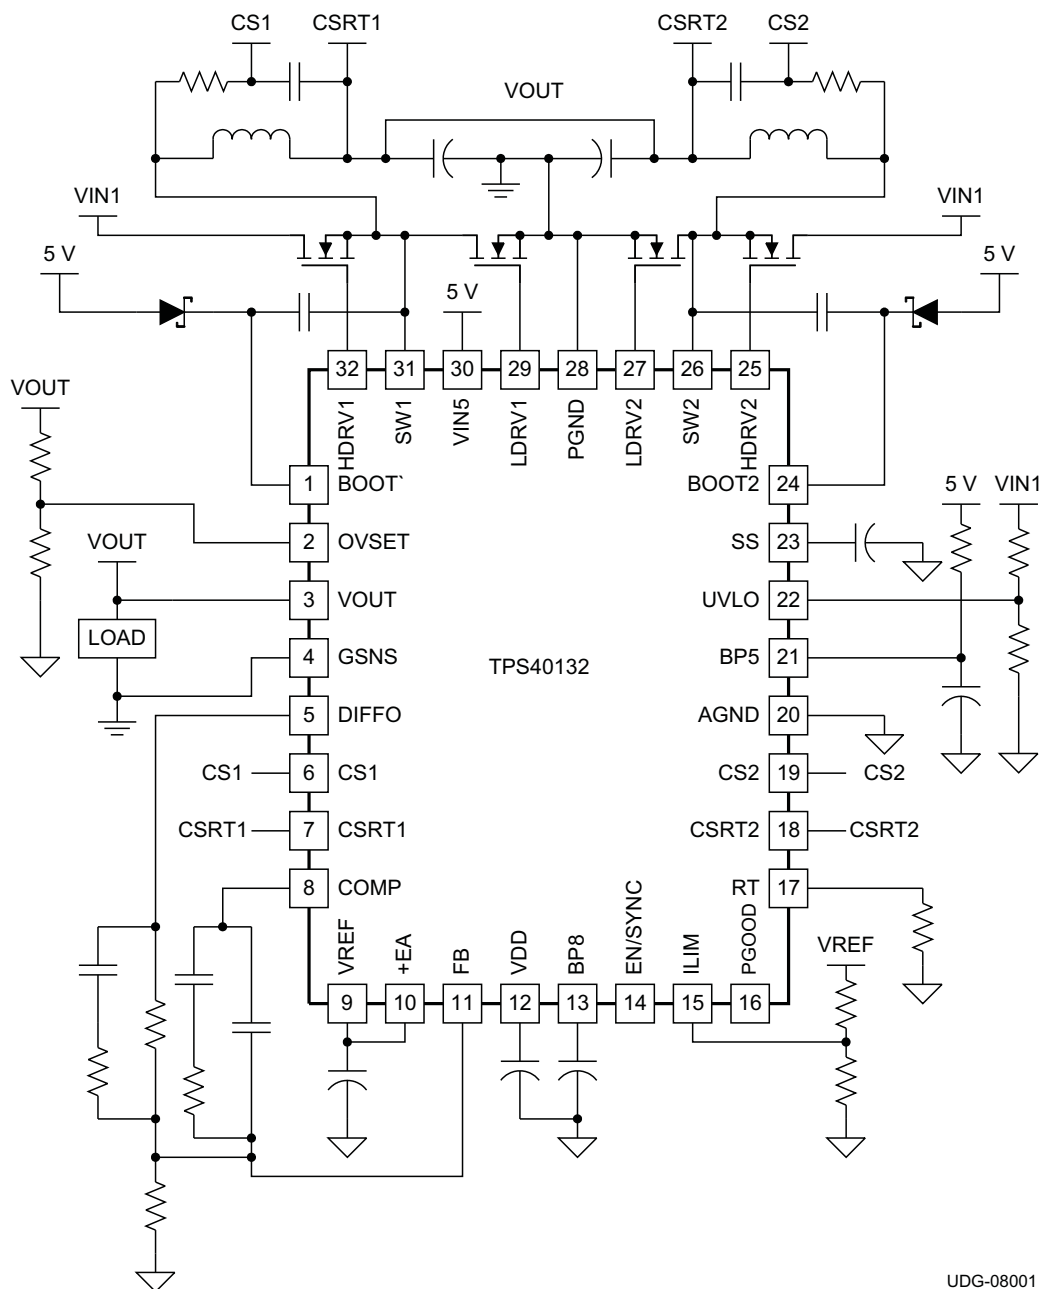 CS1
CSRT1
CSRT2
CS2
VOUT
VIN1
VIN1
5 V
5 V
5 V
32
31
30
29
28
27
26
25
HDRV1
SW1
VIN5
LDRV1
PGND
LDRV2
SW2
HDRV2
VOUT
1 BOOT`
BOOT2 24
5 V
VIN1
2 OVSET
SS 23
VOUT
3 VOUT
UVLO 22
LOAD
4 GSNS
TPS40132
BP5 21
5 DIFFO
AGND 20
CS1 6 CS1
CS2 19 CS2
CSRT1 7 CSRT1
CSRT2 18 CSRT2
8 COMP
RT 17
VREF
+EA
FB
VDD
BP8
EN/SYNC
ILIM
PGOOD
VREF
9
10
11
12
13
14
15
16
UDG-08001